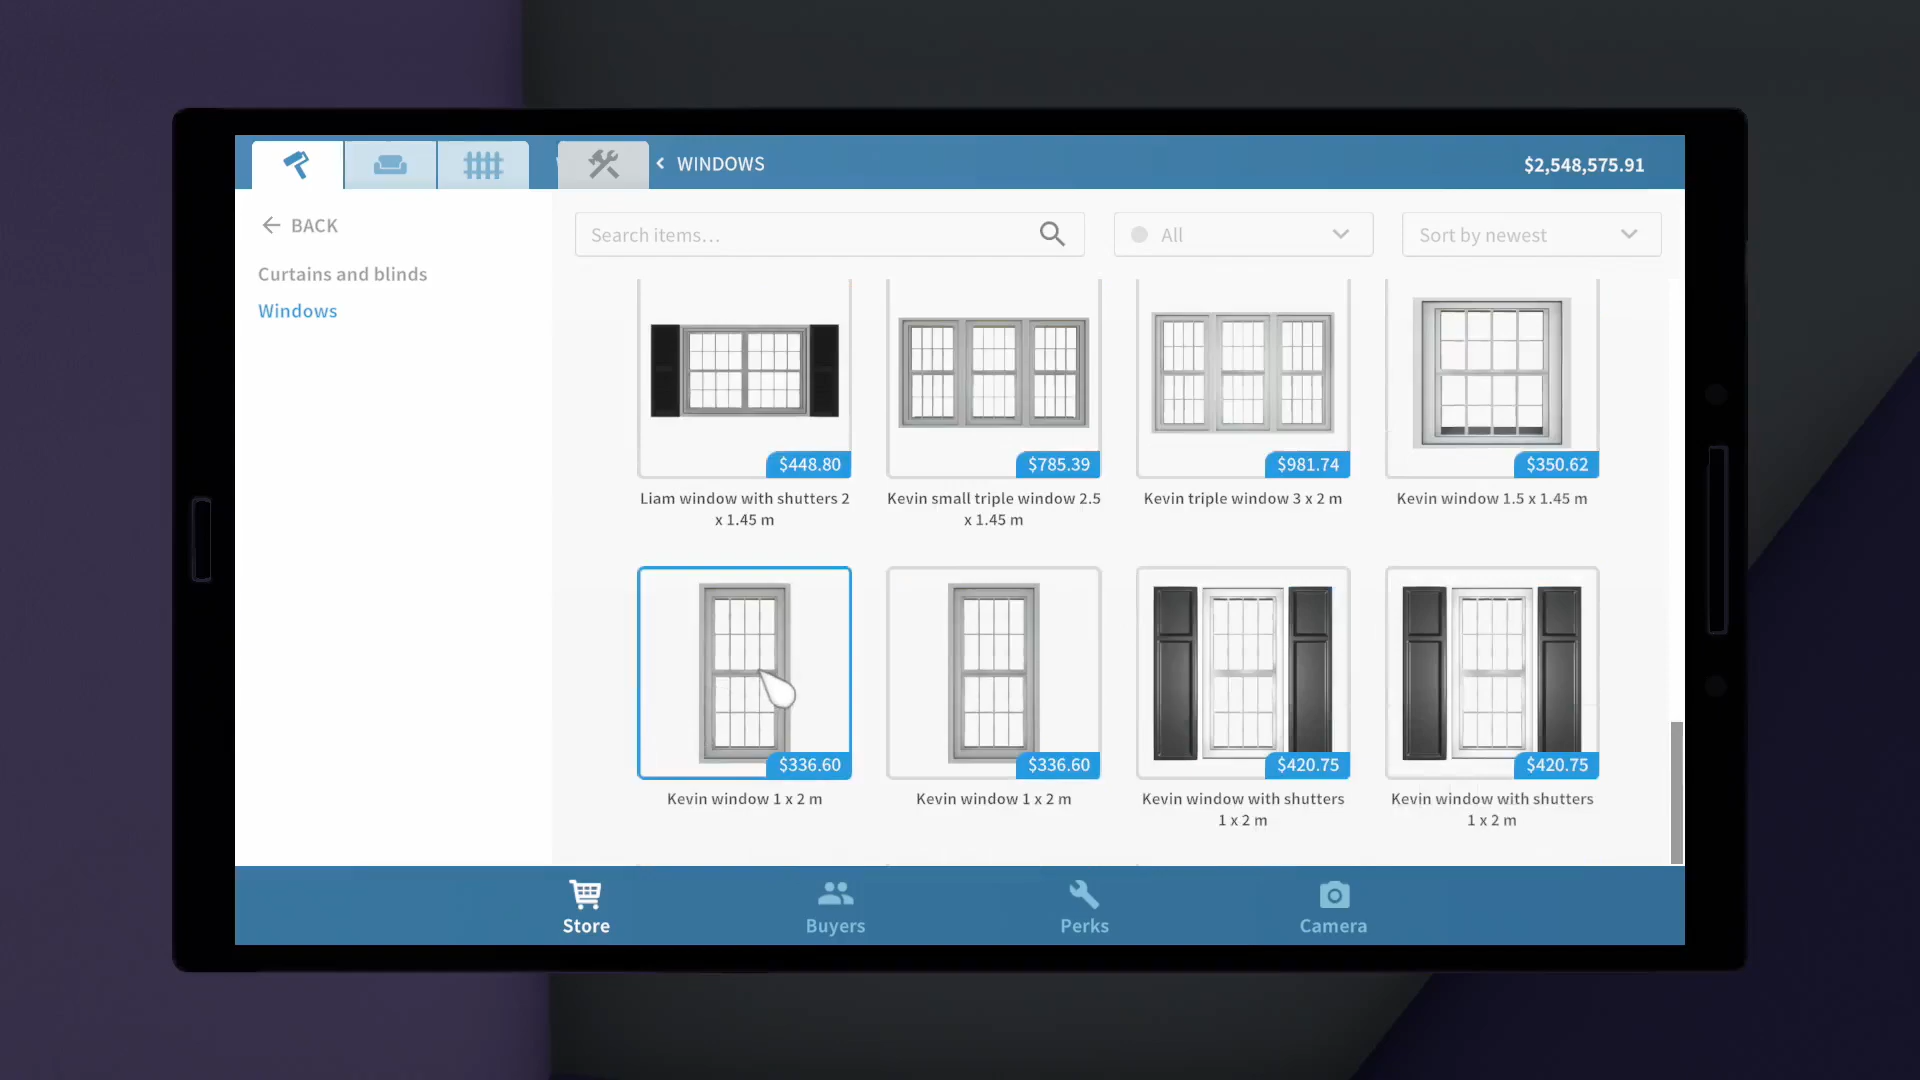 WINDOWS
$2,548,575.91
BACK
Search items...
All
Sort by newest
Curtains and blinds
Windows
$448.80
$785.39
$981.74
$350.62
Liam window with shutters 2
x 1.45 m
Kevin small triple window 2.5
x 1.45 m
Kevin triple window 3 x 2 m
Kevin window 1.5 x 1.45 m
$336.60
$336.60
$420.75
$420.75
Kevin window 1 x 2 m
Kevin window 1 x 2 m
Kevin window with shutters
1 x 2 m
Kevin window with shutters
1 x 2 m
Store
Buyers
Perks
Camera